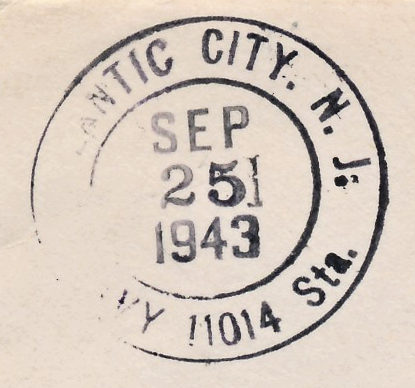 ANTIC CITY, N. J.
SEP
25
1943
VY 11014 Sta.